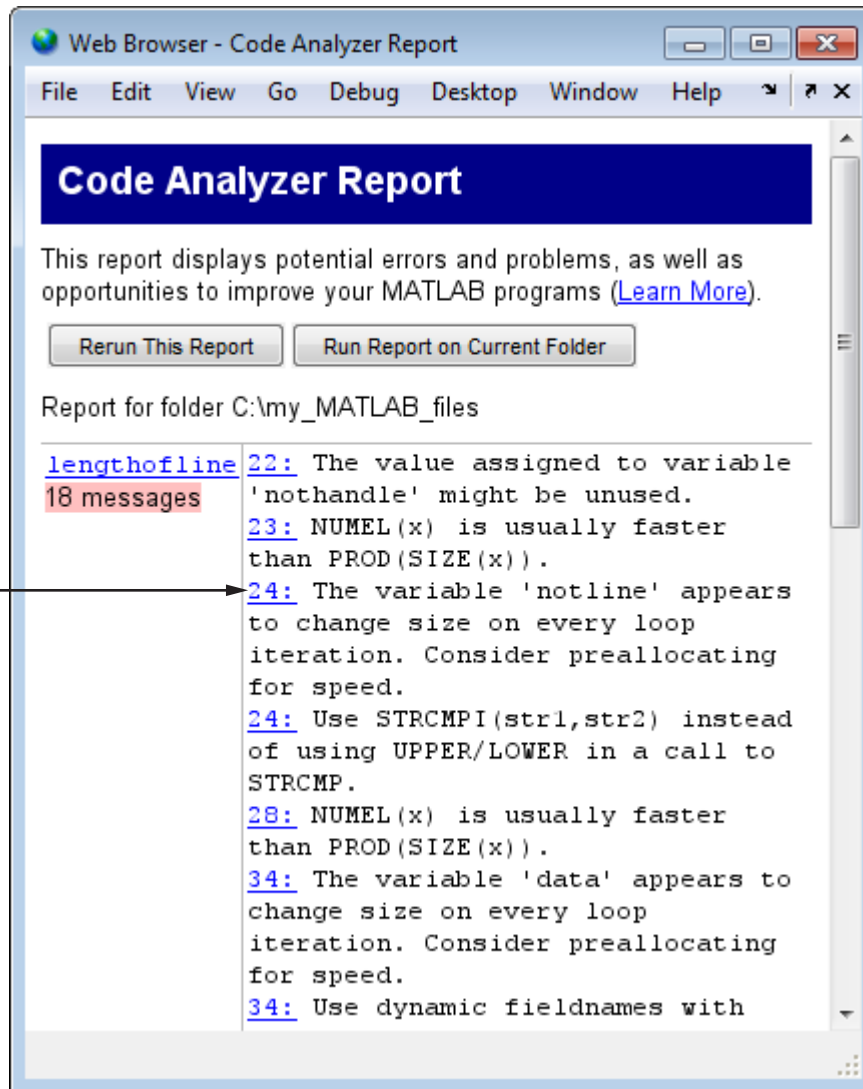 Web Browser - Code Analyzer Report
File Edit View Go Debug Desktop Window Help
Code Analyzer Report
This report displays potential errors and problems, as well as
opportunities to improve your MATLAB programs (Learn More).
Rerun This Report Run Report on Current Folder
Report for folder C:\my_MATLAB_files
lengthofline
18 messages
22: The value assigned to variable
'nothandle' might be unused.
23: NUMEL(x) is usually faster
than PROD(SIZE(x)).
24: The variable 'notline' appears
to change size on every loop
iteration. Consider preallocating
for speed.
24: Use STRCMPI(str1,str2) instead
of using UPPER/LOWER in a call to
STRCMP.
28: NUMEL(x) is usually faster
than PROD(SIZE(x)).
34: The variable 'data' appears to
change size on every loop
iteration. Consider preallocating
for speed.
34: Use dynamic fieldnames with